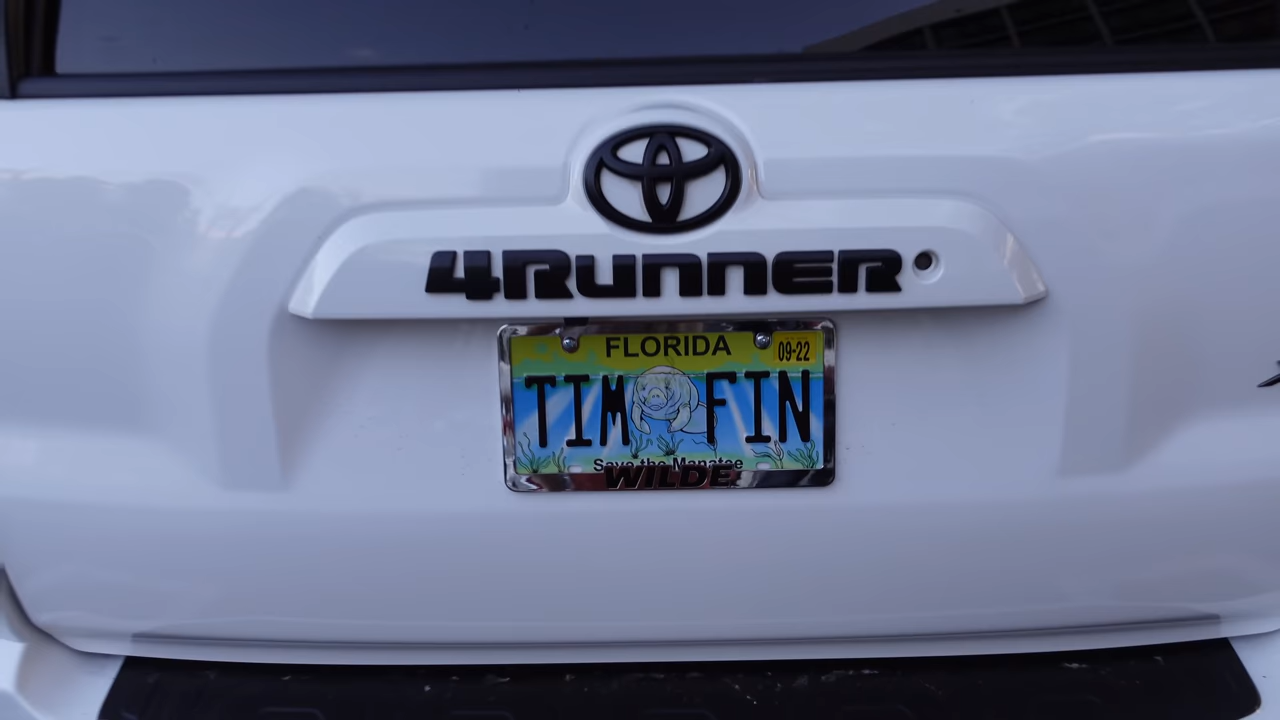 4RUNNER
FLORIDA
09-22
TIM FIN
Save the Manatee
WILDE